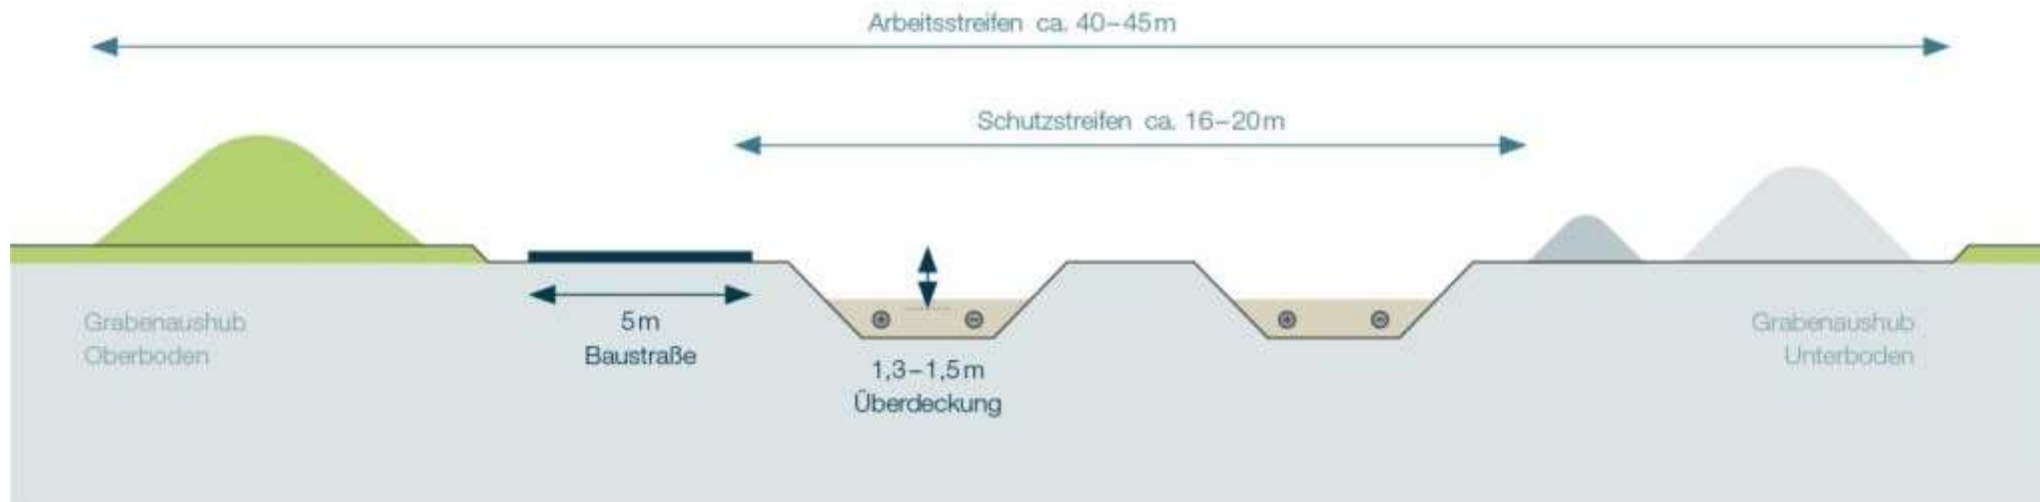 Arbeitsstreifen ca. 40–45m
Schutzstreifen ca. 16–20m
Grabenaushub
Oberboden
5m
Baustraße
1,3–1,5m
Überdeckung
Grabenaushub
Unterboden